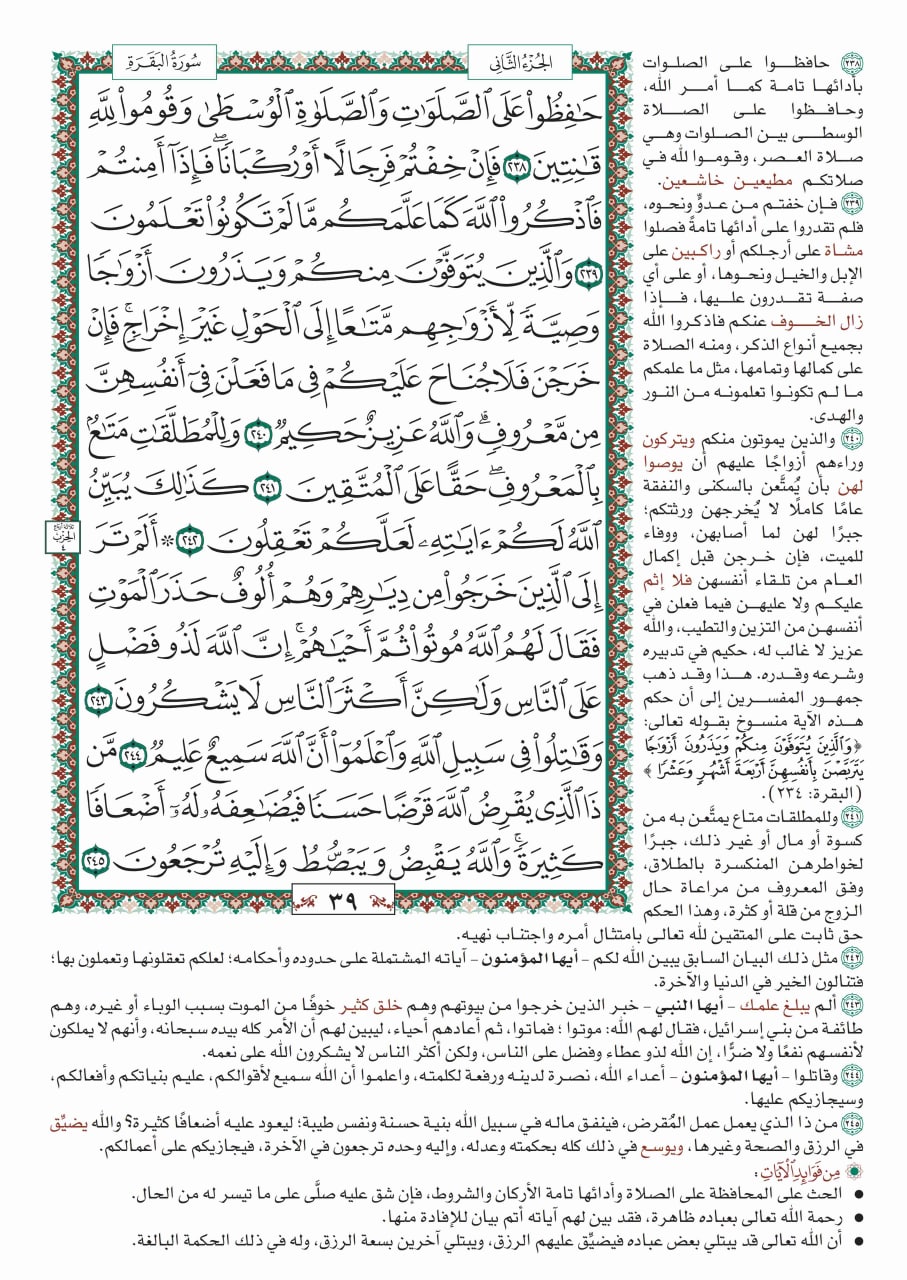 سُورَةُ البَقَرَةِ
الجُزْءُ الثَّانِي
حَٰفِظُوا۟ عَلَى ٱلصَّلَوَٰتِ وَٱلصَّلَوٰةِ ٱلْوُسْطَىٰ وَقُومُوا۟ لِلَّهِ
قَٰنِتِينَ ٢٣٨ فَإِنْ خِفْتُمْ فَرِجَالًا أَوْ رُكْبَانًا ۖ فَإِذَآ أَمِنتُمْ
فَٱذْكُرُوا۟ ٱللَّهَ كَمَا عَلَّمَكُم مَّا لَمْ تَكُونُوا۟ تَعْلَمُونَ
٢٣٩ وَٱلَّذِينَ يُتَوَفَّوْنَ مِنكُمْ وَيَذَرُونَ أَزْوَٰجًا
وَصِيَّةً لِّأَزْوَٰجِهِم مَّتَٰعًا إِلَى ٱلْحَوْلِ غَيْرَ إِخْرَاجٍ ۚ فَإِنْ
خَرَجْنَ فَلَا جُنَاحَ عَلَيْكُمْ فِى مَا فَعَلْنَ فِىٓ أَنفُسِهِنَّ
مِن مَّعْرُوفٍ ۗ وَٱللَّهُ عَزِيزٌ حَكِيمٌ ٢٤٠ وَلِلْمُطَلَّقَٰتِ مَتَٰعٌۢ
بِٱلْمَعْرُوفِ ۖ حَقًّا عَلَى ٱلْمُتَّقِينَ ٢٤١ كَذَٰلِكَ يُبَيِّنُ
ٱللَّهُ لَكُمْ ءَايَٰتِهِۦ لَعَلَّكُمْ تَعْقِلُونَ ٢٤٢ ۞ أَلَمْ تَرَ
إِلَى ٱلَّذِينَ خَرَجُوا۟ مِن دِيَٰرِهِمْ وَهُمْ أُلُوفٌ حَذَرَ ٱلْمَوْتِ
فَقَالَ لَهُمُ ٱللَّهُ مُوتُوا۟ ثُمَّ أَحْيَٰهُمْ ۚ إِنَّ ٱللَّهَ لَذُو فَضْلٍ
عَلَى ٱلنَّاسِ وَلَٰكِنَّ أَكْثَرَ ٱلنَّاسِ لَا يَشْكُرُونَ ٢٤٣
وَقَٰتِلُوا۟ فِى سَبِيلِ ٱللَّهِ وَٱعْلَمُوٓا۟ أَنَّ ٱللَّهَ سَمِيعٌ عَلِيمٌ ٢٤٤ مَّن
ذَا ٱلَّذِى يُقْرِضُ ٱللَّهَ قَرْضًا حَسَنًا فَيُضَٰعِفَهُۥ لَهُۥٓ أَضْعَافًا
كَثِيرَةً ۚ وَٱللَّهُ يَقْبِضُ وَيَبْصُۜطُ وَإِلَيْهِ تُرْجَعُونَ ٢٤٥
٣٩
٢٣٨ حافظوا على الصلوات
بأدائها تامة كما أمر الله،
وحافظوا على الصلاة
الوسطى بين الصلوات وهي
صلاة العصر، وقوموا لله في
صلاتكم مطيعين خاشعين.
٢٣٩ فإن خفتم من عدوٍّ ونحوه،
فلم تقدروا على أدائها تامةً فصلوا
مشاة على أرجلكم أو راكبين على
الإبل والخيل ونحوها، أو على أي
صفة تقدرون عليها، فإذا
زال الخوف عنكم فاذكروا الله
بجميع أنواع الذكر، ومنه الصلاة
على كمالها وتمامها، مثل ما علمكم
ما لم تكونوا تعلمونه من النور
والهدى.
٢٤٠ والذين يموتون منكم ويتركون
وراءهم أزواجًا عليهم أن يوصوا
لهن بأن يُمتَّعن بالسكنى والنفقة
عامًا كاملًا لا يُخرجهن ورثتكم؛
جبرًا لهن لما أصابهن، ووفاء
للميت، فإن خرجن قبل إكمال
العام من تلقاء أنفسهن فلا إثم
عليكم ولا عليهن فيما فعلن في
أنفسهن من التزين والتطيب، والله
عزيز لا غالب له، حكيم في تدبيره
وشرعه وقدره. هذا وقد ذهب
جمهور المفسرين إلى أن حكم
هذه الآية منسوخ بقوله تعالى:
﴿وَٱلَّذِينَ يُتَوَفَّوْنَ مِنكُمْ وَيَذَرُونَ أَزْوَٰجًا
يَتَرَبَّصْنَ بِأَنفُسِهِنَّ أَرْبَعَةَ أَشْهُرٍ وَعَشْرًا﴾
(البقرة: ٢٣٤).
٢٤١ وللمطلقات متاع يمتَّعن به من
كسوة أو مال أو غير ذلك، جبرًا
لخواطرهن المنكسرة بالطلاق،
وفق المعروف من مراعاة حال
الزوج من قلة أو كثرة، وهذا الحكم
حق ثابت على المتقين لله تعالى بامتثال أمره واجتناب نهيه.
٢٤٢ مثل ذلك البيان السابق يبين الله لكم – أيها المؤمنون – آياته المشتملة على حدوده وأحكامه؛ لعلكم تعقلونها وتعملون بها؛
فتنالون الخير في الدنيا والآخرة.
٢٤٣ ألم يبلغ علمك – أيها النبي – خبر الذين خرجوا من بيوتهم وهم خلق كثير خوفًا من الموت بسبب الوباء أو غيره، وهم
طائفة من بني إسرائيل، فقال لهم الله: موتوا؛ فماتوا، ثم أعادهم أحياء، ليبين لهم أن الأمر كله بيده سبحانه، وأنهم لا يملكون
لأنفسهم نفعًا ولا ضرًّا، إن الله لذو عطاء وفضل على الناس، ولكن أكثر الناس لا يشكرون الله على نعمه.
٢٤٤ وقاتلوا – أيها المؤمنون – أعداء الله، نصرة لدينه ورفعة لكلمته، واعلموا أن الله سميع لأقوالكم، عليم بنياتكم وأفعالكم،
وسيجازيكم عليها.
٢٤٥ من ذا الذي يعمل عمل المُقرض، فينفق ماله في سبيل الله بنية حسنة ونفس طيبة؛ ليعود عليه أضعافًا كثيرة؟ والله يضيِّق
في الرزق والصحة وغيرها، ويوسع في ذلك كله بحكمته وعدله، وإليه وحده ترجعون في الآخرة، فيجازيكم على أعمالكم.
مِن فَوَائِدِ الآيَاتِ:
• الحث على المحافظة على الصلاة وأدائها تامة الأركان والشروط، فإن شق عليه صلَّى على ما تيسر له من الحال.
• رحمة الله تعالى بعباده ظاهرة، فقد بين لهم آياته أتم بيان للإفادة منها.
• أن الله تعالى قد يبتلي بعض عباده فيضيِّق عليهم الرزق، ويبتلي آخرين بسعة الرزق، وله في ذلك الحكمة البالغة.